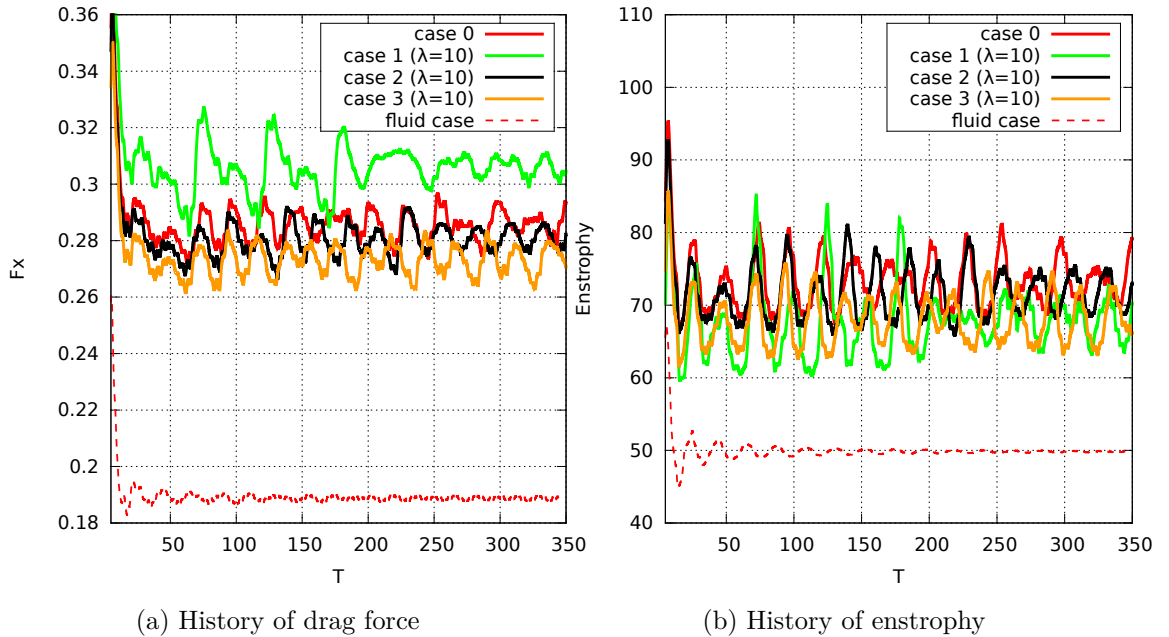 case 0
case 1 (λ=10)
case 2 (λ=10)
case 3 (λ=10)
fluid case
0.36
0.34
0.32
0.3
0.28
0.26
0.24
0.22
0.2
0.18
Fx
50 100 150 200 250 300 350
T
(a) History of drag force
case 0
case 1 (λ=10)
case 2 (λ=10)
case 3 (λ=10)
fluid case
110
100
90
80
70
60
50
40
Enstrophy
50 100 150 200 250 300 350
T
(b) History of enstrophy